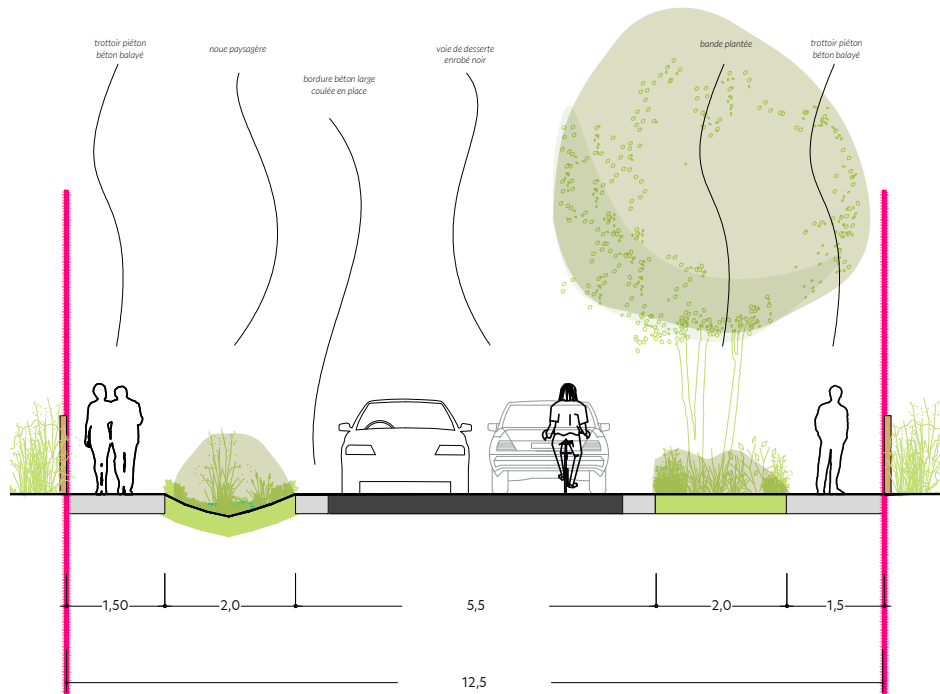 trottoir piéton
béton balayé
noue paysagère
bordure béton large
coulée en place
voie de desserte
enrobé noir
bande plantée
trottoir piéton
béton balayé
1,50
2,0
5,5
2,0
1,5
12,5